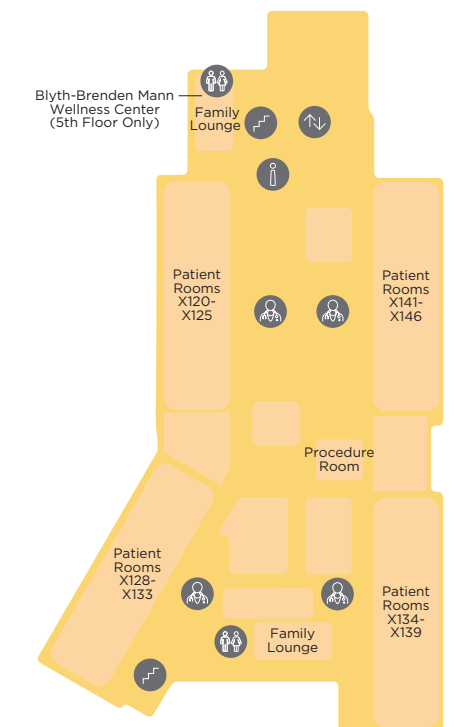 Blyth-Brenden Mann
Wellness Center
(5th Floor Only)
Family
Lounge
Patient
Rooms
X120-
X125
Patient
Rooms
X141-
X146
Procedure
Room
Patient
Rooms
X128-
X133
Patient
Rooms
X134-
X139
Family
Lounge